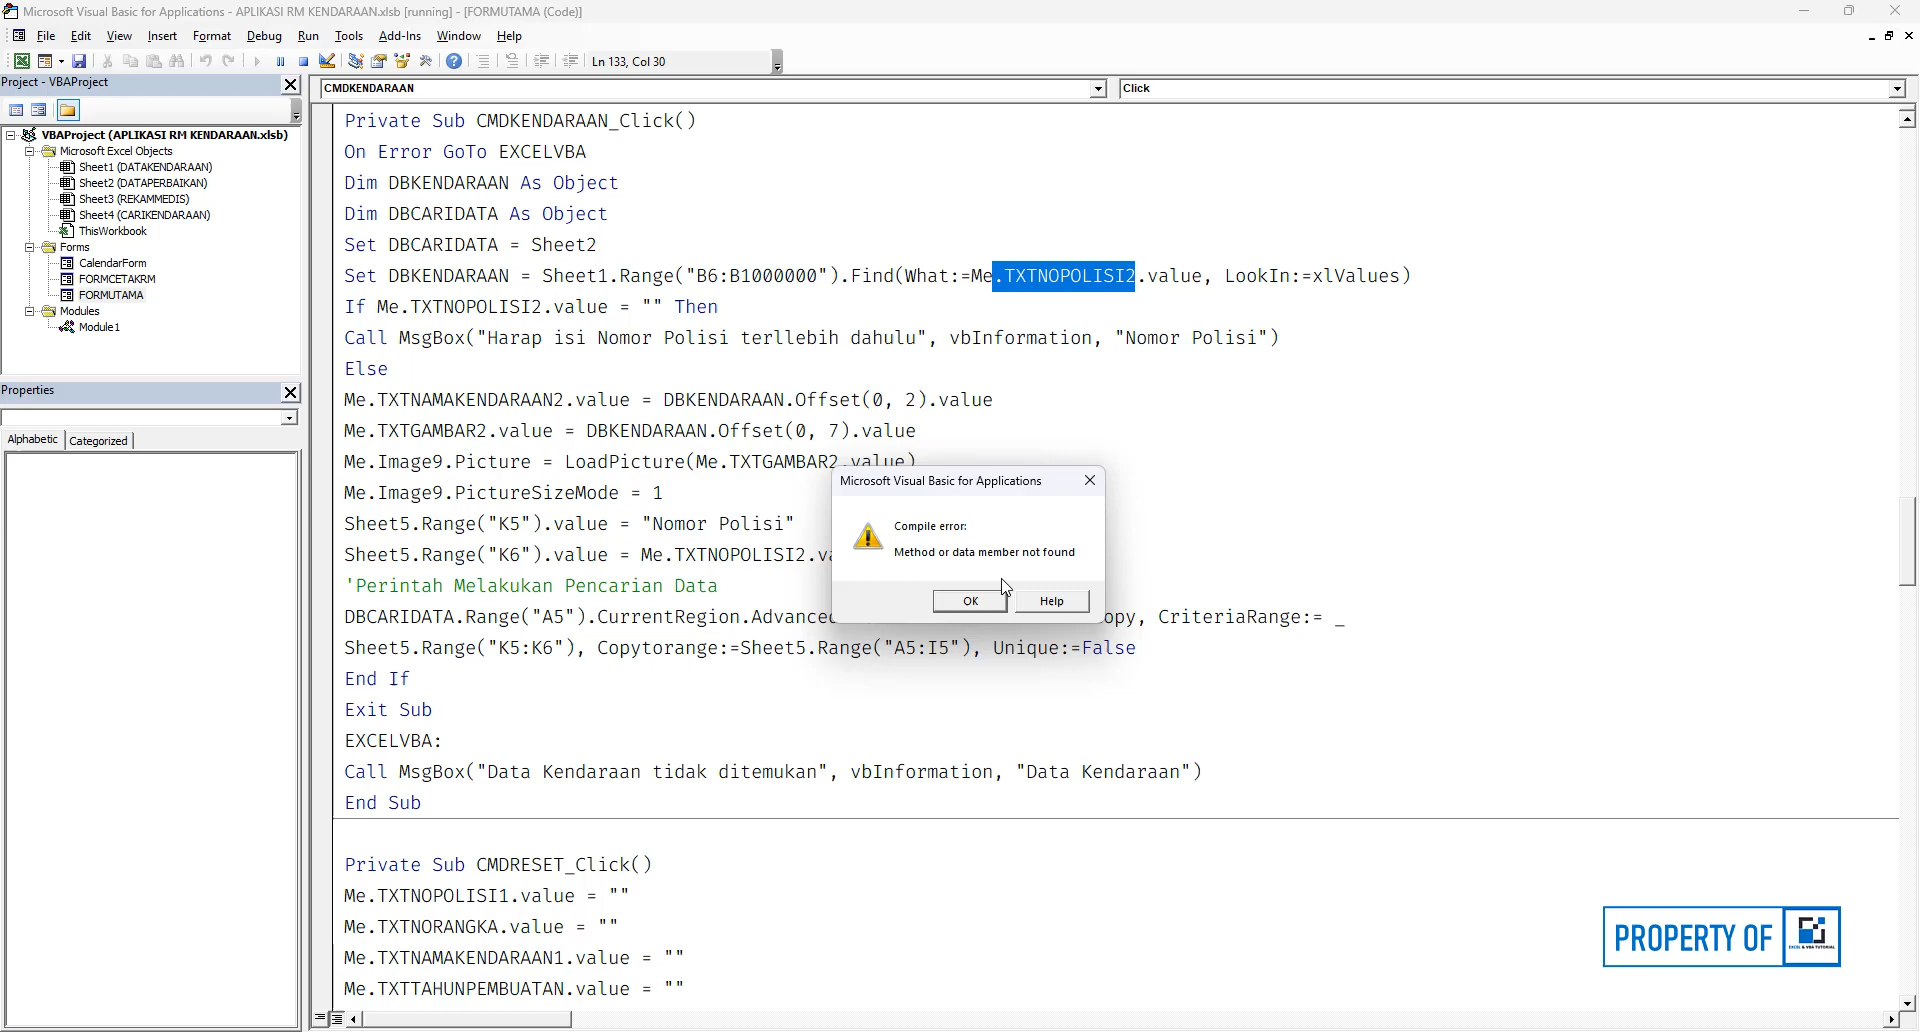 Microsoft Visual Basic for Applications - APLIKASI RM KENDARAAN.xlsb [running] - [FORMUTAMA (Code)]
File Edit View Insert Format Debug Run Tools Add-Ins Window Help
Ln 133, Col 30
Project - VBAProject
CMDKENDARAAN
Click
VBAProject (APLIKASI RM KENDARAAN.xlsb)
Microsoft Excel Objects
Sheet1 (DATAKENDARAAN)
Sheet2 (DATAPERBAIKAN)
Sheet3 (REKAMMEDIS)
Sheet4 (CARIKENDARAAN)
ThisWorkbook
Forms
CalendarForm
FORMCETAKRM
FORMUTAMA
Modules
Module1
Properties
Alphabetic Categorized
Private Sub CMDKENDARAAN_Click()
On Error GoTo EXCELVBA
Dim DBKENDARAAN As Object
Dim DBCARIDATA As Object
Set DBCARIDATA = Sheet2
Set DBKENDARAAN = Sheet1.Range("B6:B1000000").Find(What:=Me.TXTNOPOLISI2.value, LookIn:=xlValues)
If Me.TXTNOPOLISI2.value = "" Then
Call MsgBox("Harap isi Nomor Polisi terllebih dahulu", vbInformation, "Nomor Polisi")
Else
Me.TXTNAMAKENDARAAN2.value = DBKENDARAAN.Offset(0, 2).value
Me.TXTGAMBAR2.value = DBKENDARAAN.Offset(0, 7).value
Me.Image9.Picture = LoadPicture(Me.TXTGAMBAR2.value)
Me.Image9.PictureSizeMode = 1
Sheet5.Range("K5").value = "Nomor Polisi"
Sheet5.Range("K6").value = Me.TXTNOPOLISI2.va
'Perintah Melakukan Pencarian Data
DBCARIDATA.Range("A5").CurrentRegion.Advanced opy, CriteriaRange:= _
Sheet5.Range("K5:K6"), Copytorange:=Sheet5.Range("A5:I5"), Unique:=False
End If
Exit Sub
EXCELVBA:
Call MsgBox("Data Kendaraan tidak ditemukan", vbInformation, "Data Kendaraan")
End Sub
Private Sub CMDRESET_Click()
Me.TXTNOPOLISI1.value = ""
Me.TXTNORANGKA.value = ""
Me.TXTNAMAKENDARAAN1.value = ""
Me.TXTTAHUNPEMBUATAN.value = ""
Microsoft Visual Basic for Applications
Compile error:
Method or data member not found
OK Help
PROPERTY OF